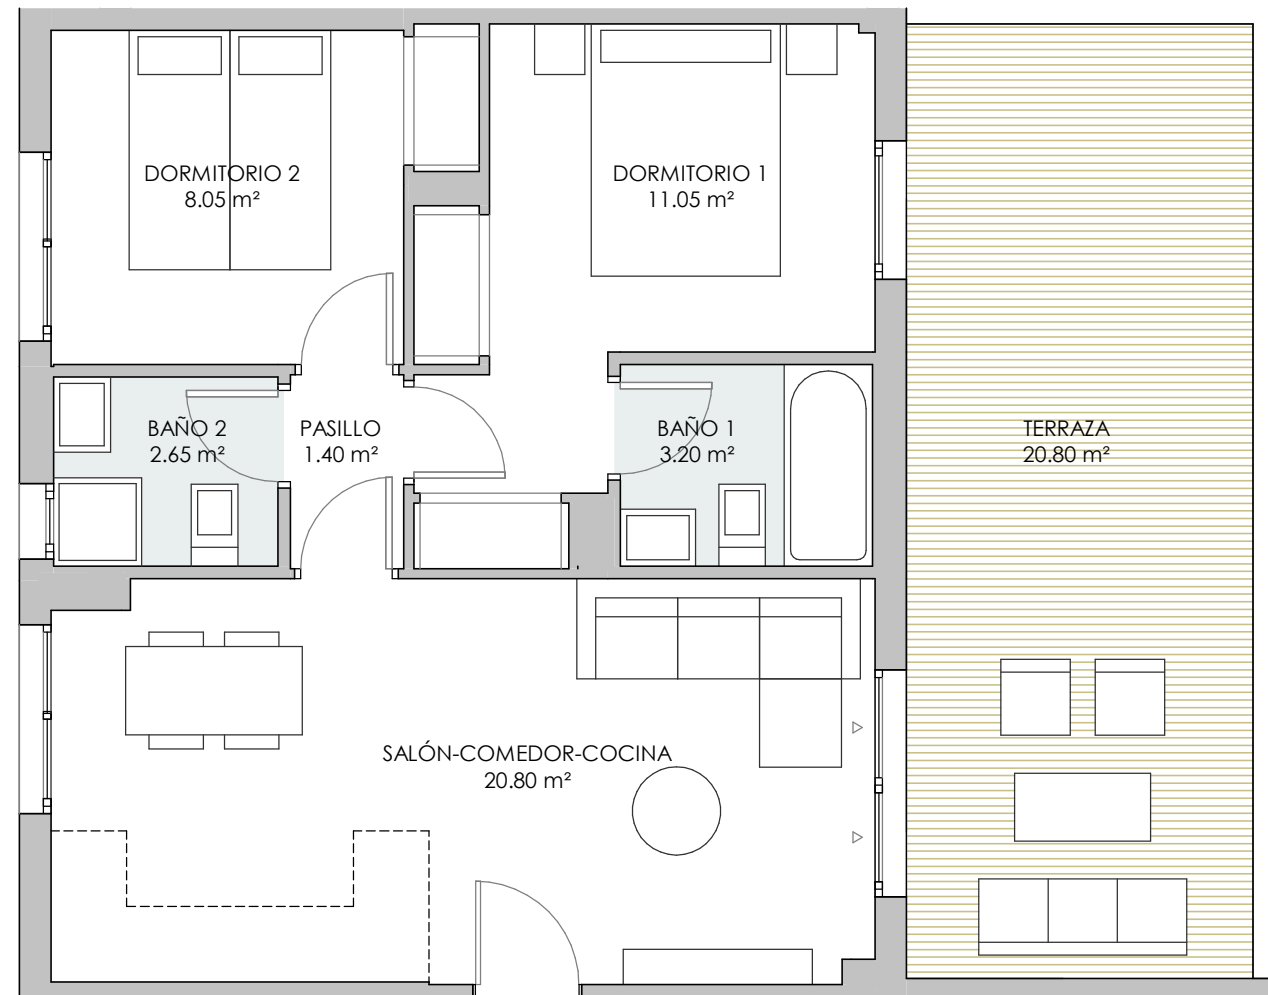 DORMITORIO 2
8.05 m²
DORMITORIO 1
11.05 m²
BAÑO 2
2.65 m²
PASILLO
1.40 m²
BAÑO 1
3.20 m²
TERRAZA
20.80 m²
SALÓN-COMEDOR-COCINA
20.80 m²